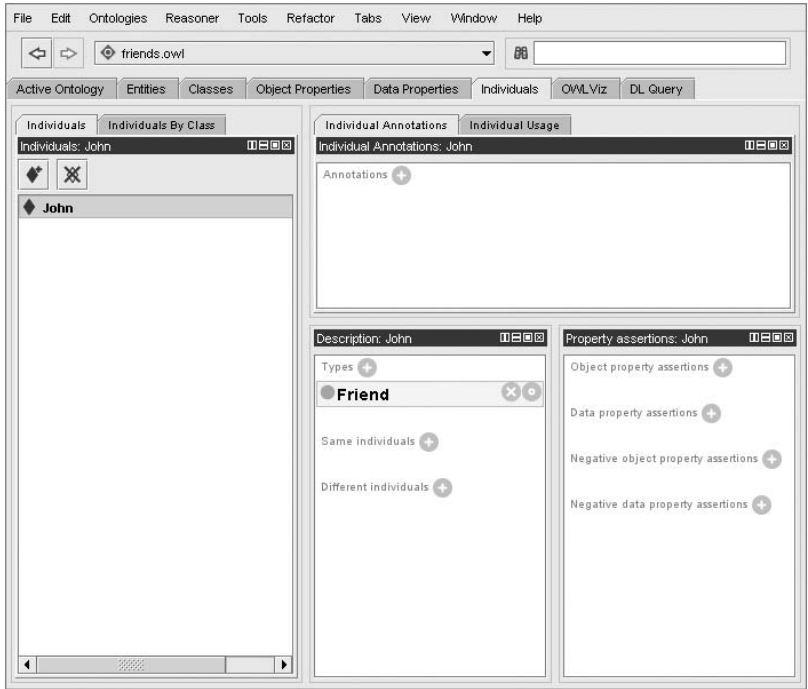 File Edit Ontologies Reasoner Tools Refactor Tabs View Window Help
friends.owl
Active Ontology Entities Classes Object Properties Data Properties Individuals OWLViz DL Query
Individuals Individuals By Class
Individuals: John
John
Individual Annotations Individual Usage
Individual Annotations: John
Annotations
Description: John
Types
Friend
Same individuals
Different individuals
Property assertions: John
Object property assertions
Data property assertions
Negative object property assertions
Negative data property assertions